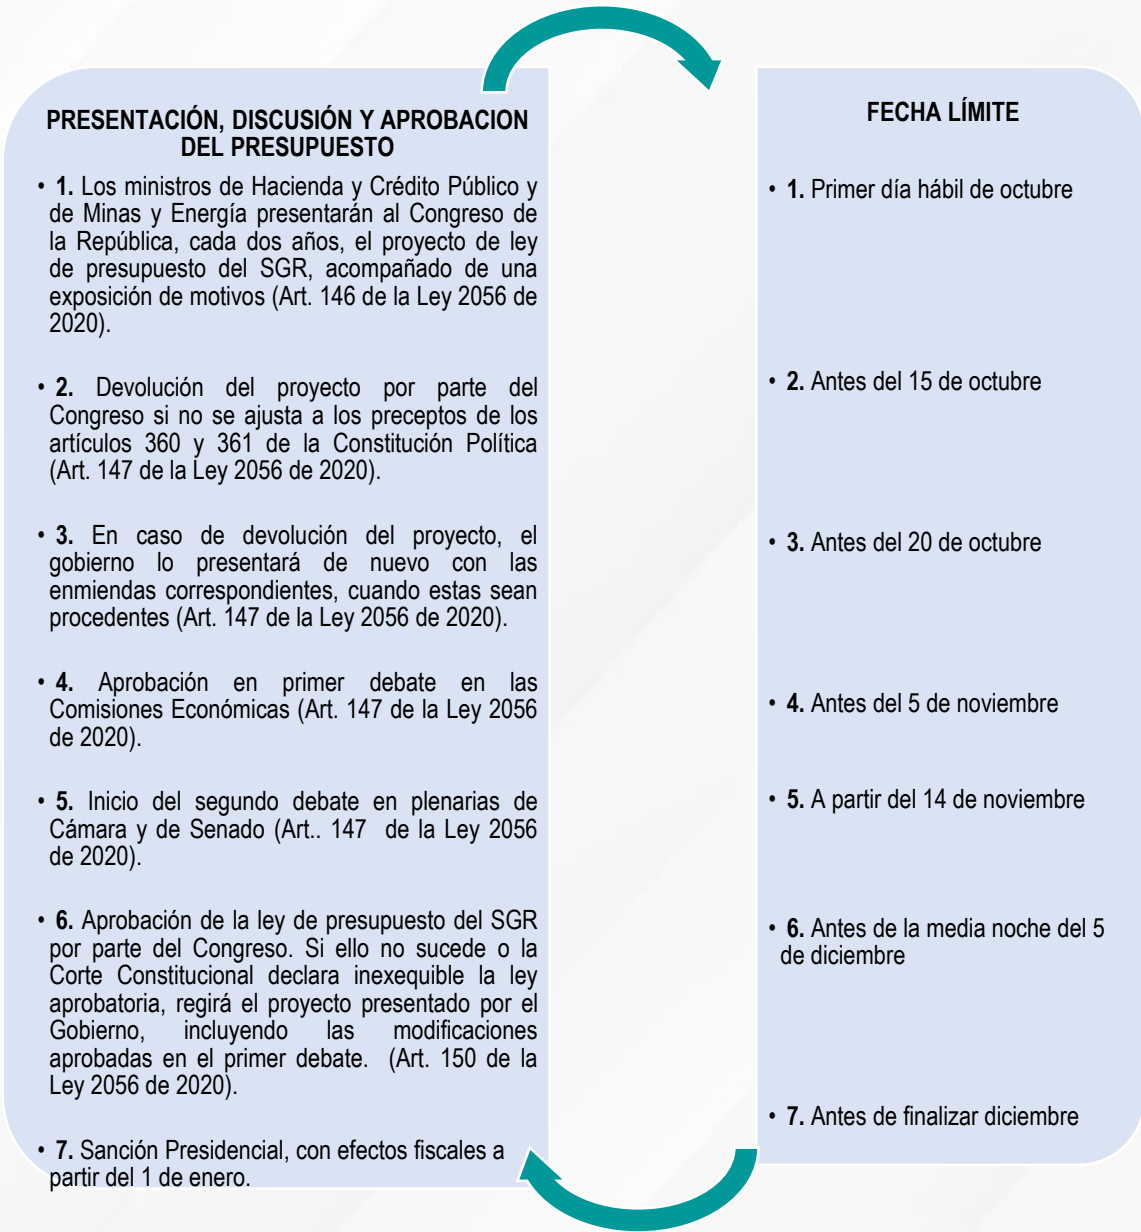 PRESENTACIÓN, DISCUSIÓN Y APROBACION
DEL PRESUPUESTO
• 1. Los ministros de Hacienda y Crédito Público y
de Minas y Energía presentarán al Congreso de
la República, cada dos años, el proyecto de ley
de presupuesto del SGR, acompañado de una
exposición de motivos (Art. 146 de la Ley 2056 de
2020).
• 2. Devolución del proyecto por parte del
Congreso si no se ajusta a los preceptos de los
artículos 360 y 361 de la Constitución Política
(Art. 147 de la Ley 2056 de 2020).
• 3. En caso de devolución del proyecto, el
gobierno lo presentará de nuevo con las
enmiendas correspondientes, cuando estas sean
procedentes (Art. 147 de la Ley 2056 de 2020).
• 4. Aprobación en primer debate en las
Comisiones Económicas (Art. 147 de la Ley 2056
de 2020).
• 5. Inicio del segundo debate en plenarias de
Cámara y de Senado (Art.. 147 de la Ley 2056
de 2020).
• 6. Aprobación de la ley de presupuesto del SGR
por parte del Congreso. Si ello no sucede o la
Corte Constitucional declara inexequible la ley
aprobatoria, regirá el proyecto presentado por el
Gobierno, incluyendo las modificaciones
aprobadas en el primer debate. (Art. 150 de la
Ley 2056 de 2020).
• 7. Sanción Presidencial, con efectos fiscales a
partir del 1 de enero.
FECHA LÍMITE
• 1. Primer día hábil de octubre
• 2. Antes del 15 de octubre
• 3. Antes del 20 de octubre
• 4. Antes del 5 de noviembre
• 5. A partir del 14 de noviembre
• 6. Antes de la media noche del 5
de diciembre
• 7. Antes de finalizar diciembre